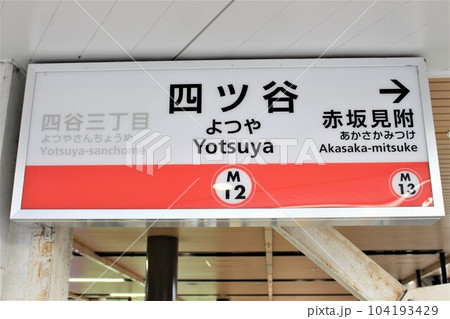 四ツ谷
よつや
Yotsuya
M
12
四谷三丁目
よつやさんちょうめ
Yotsuya-sanchome
→
赤坂見附
あかさかみつけ
Akasaka-mitsuke
M
13
pixta.jp - 104193429